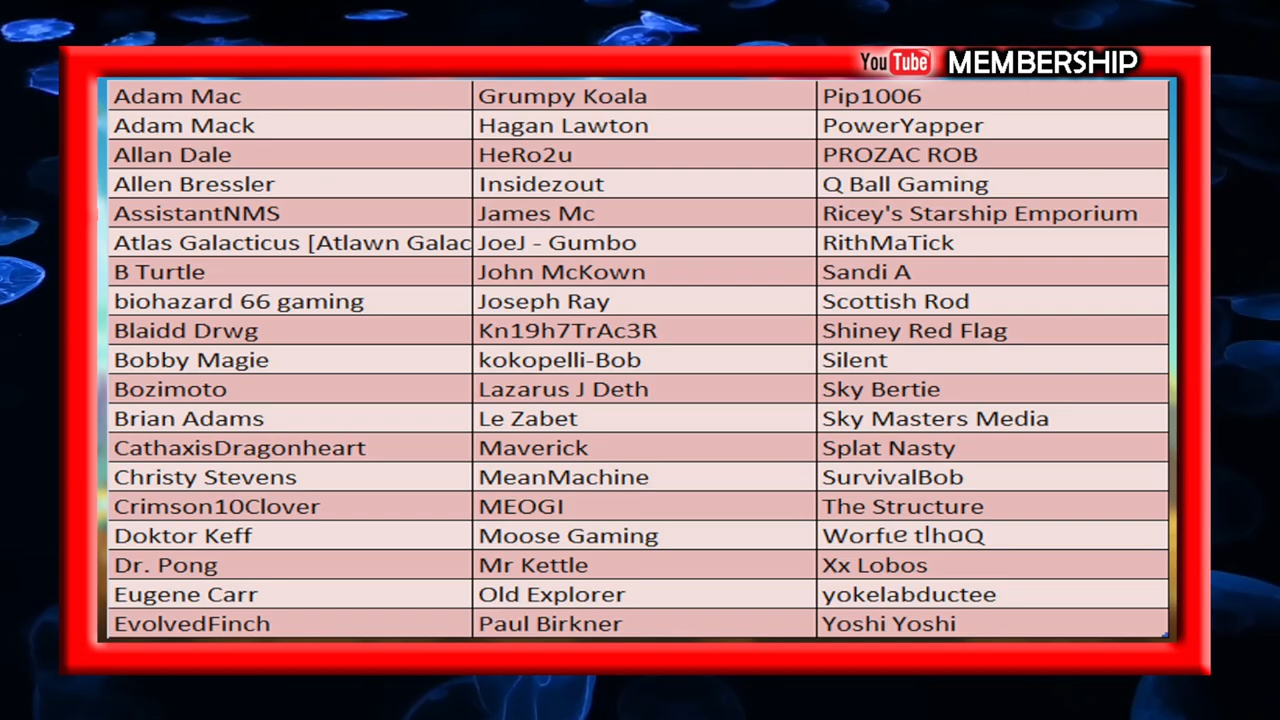 YouTube MEMBERSHIP
Adam Mac Grumpy Koala Pip1006
Adam Mack Hagan Lawton PowerYapper
Allan Dale HeRo2u PROZAC ROB
Allen Bressler Insidezout Q Ball Gaming
AssistantNMS James Mc Ricey's Starship Emporium
Atlas Galacticus [Atlawn Galac JoeJ - Gumbo RithMaTick
B Turtle John McKown Sandi A
biohazard 66 gaming Joseph Ray Scottish Rod
Blaidd Drwg Kn19h7TrAc3R Shiney Red Flag
Bobby Magie kokopelli-Bob Silent
Bozimoto Lazarus J Deth Sky Bertie
Brian Adams Le Zabet Sky Masters Media
CathaxisDragonheart Maverick Splat Nasty
Christy Stevens MeanMachine SurvivalBob
Crimson10Clover MEOGI The Structure
Doktor Keff Moose Gaming Worfιɐ tlhɑQ
Dr. Pong Mr Kettle Xx Lobos
Eugene Carr Old Explorer yokelabductee
EvolvedFinch Paul Birkner Yoshi Yoshi